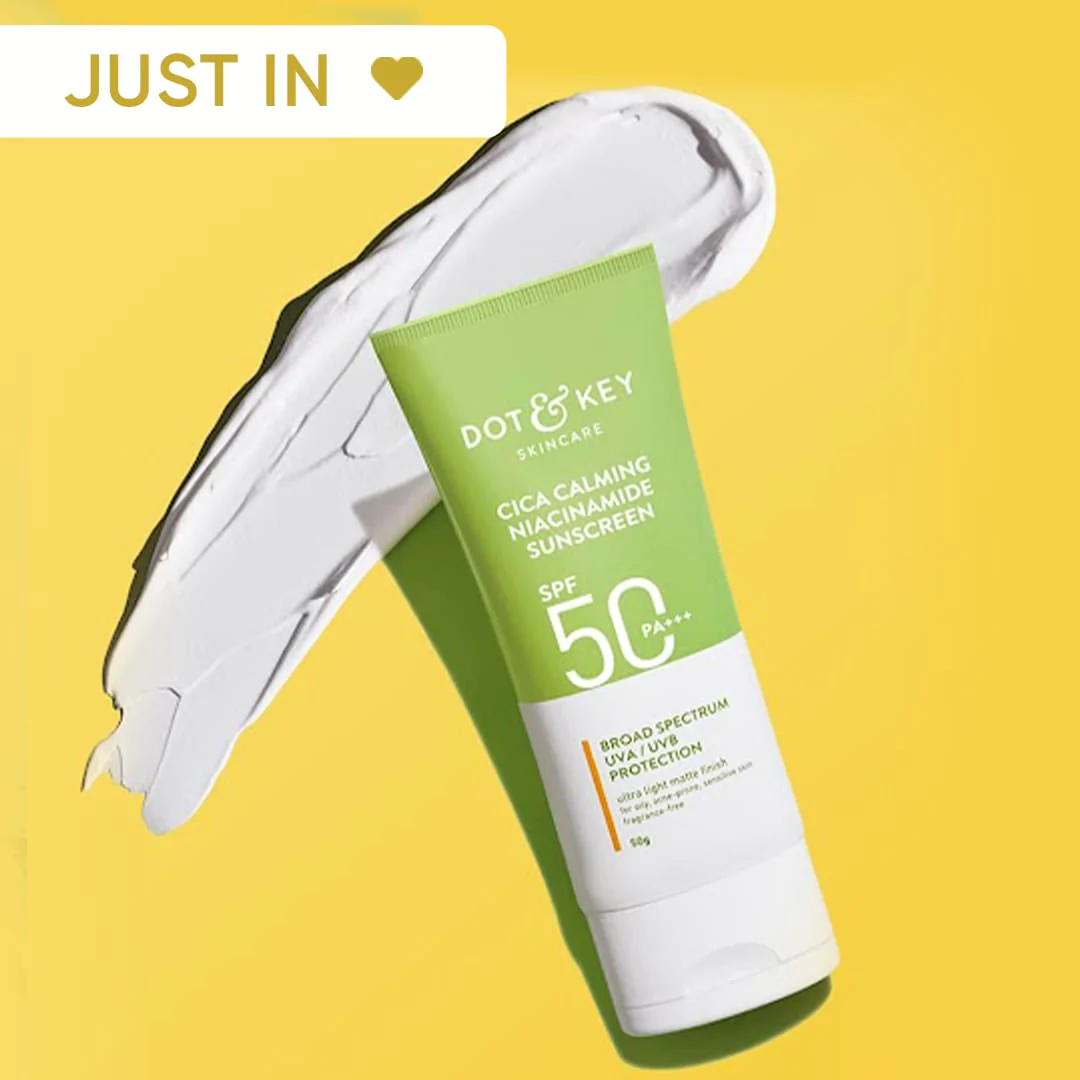 JUST IN
DOT & KEY
SKINCARE
CICA CALMING
NIACINAMIDE
SUNSCREEN
SPF
50
PA+++
BROAD SPECTRUM
UVA / UVB
PROTECTION
ultra light matte finish
for oily, acne-prone, sensitive skin
fragrance-free
50g